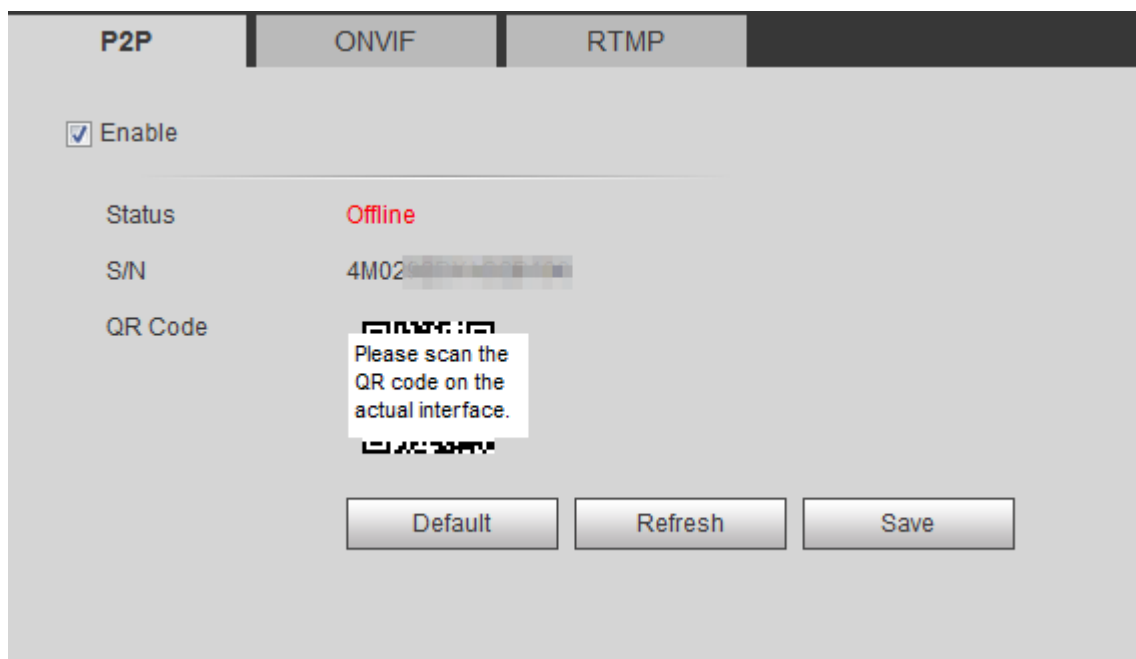 P2P ONVIF RTMP
Enable
Status Offline
S/N 4M02
QR Code
Please scan the
QR code on the
actual interface.
Default Refresh Save